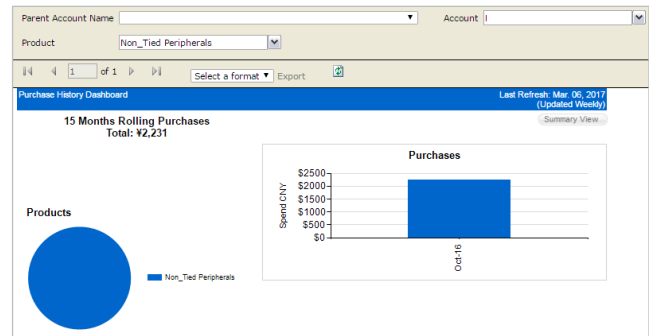 Parent Account Name
Account
Product Non_Tied Peripherals
1 of 1 Select a format Export
Purchase History Dashboard
Last Refresh: Mar. 06, 2017
(Updated Weekly)
15 Months Rolling Purchases
Total: ¥2,231
Summary View
Purchases
$2500
$2000
$1500
$1000
$500
$0
Spend CNY
Oct-16
Products
Non_Tied Peripherals